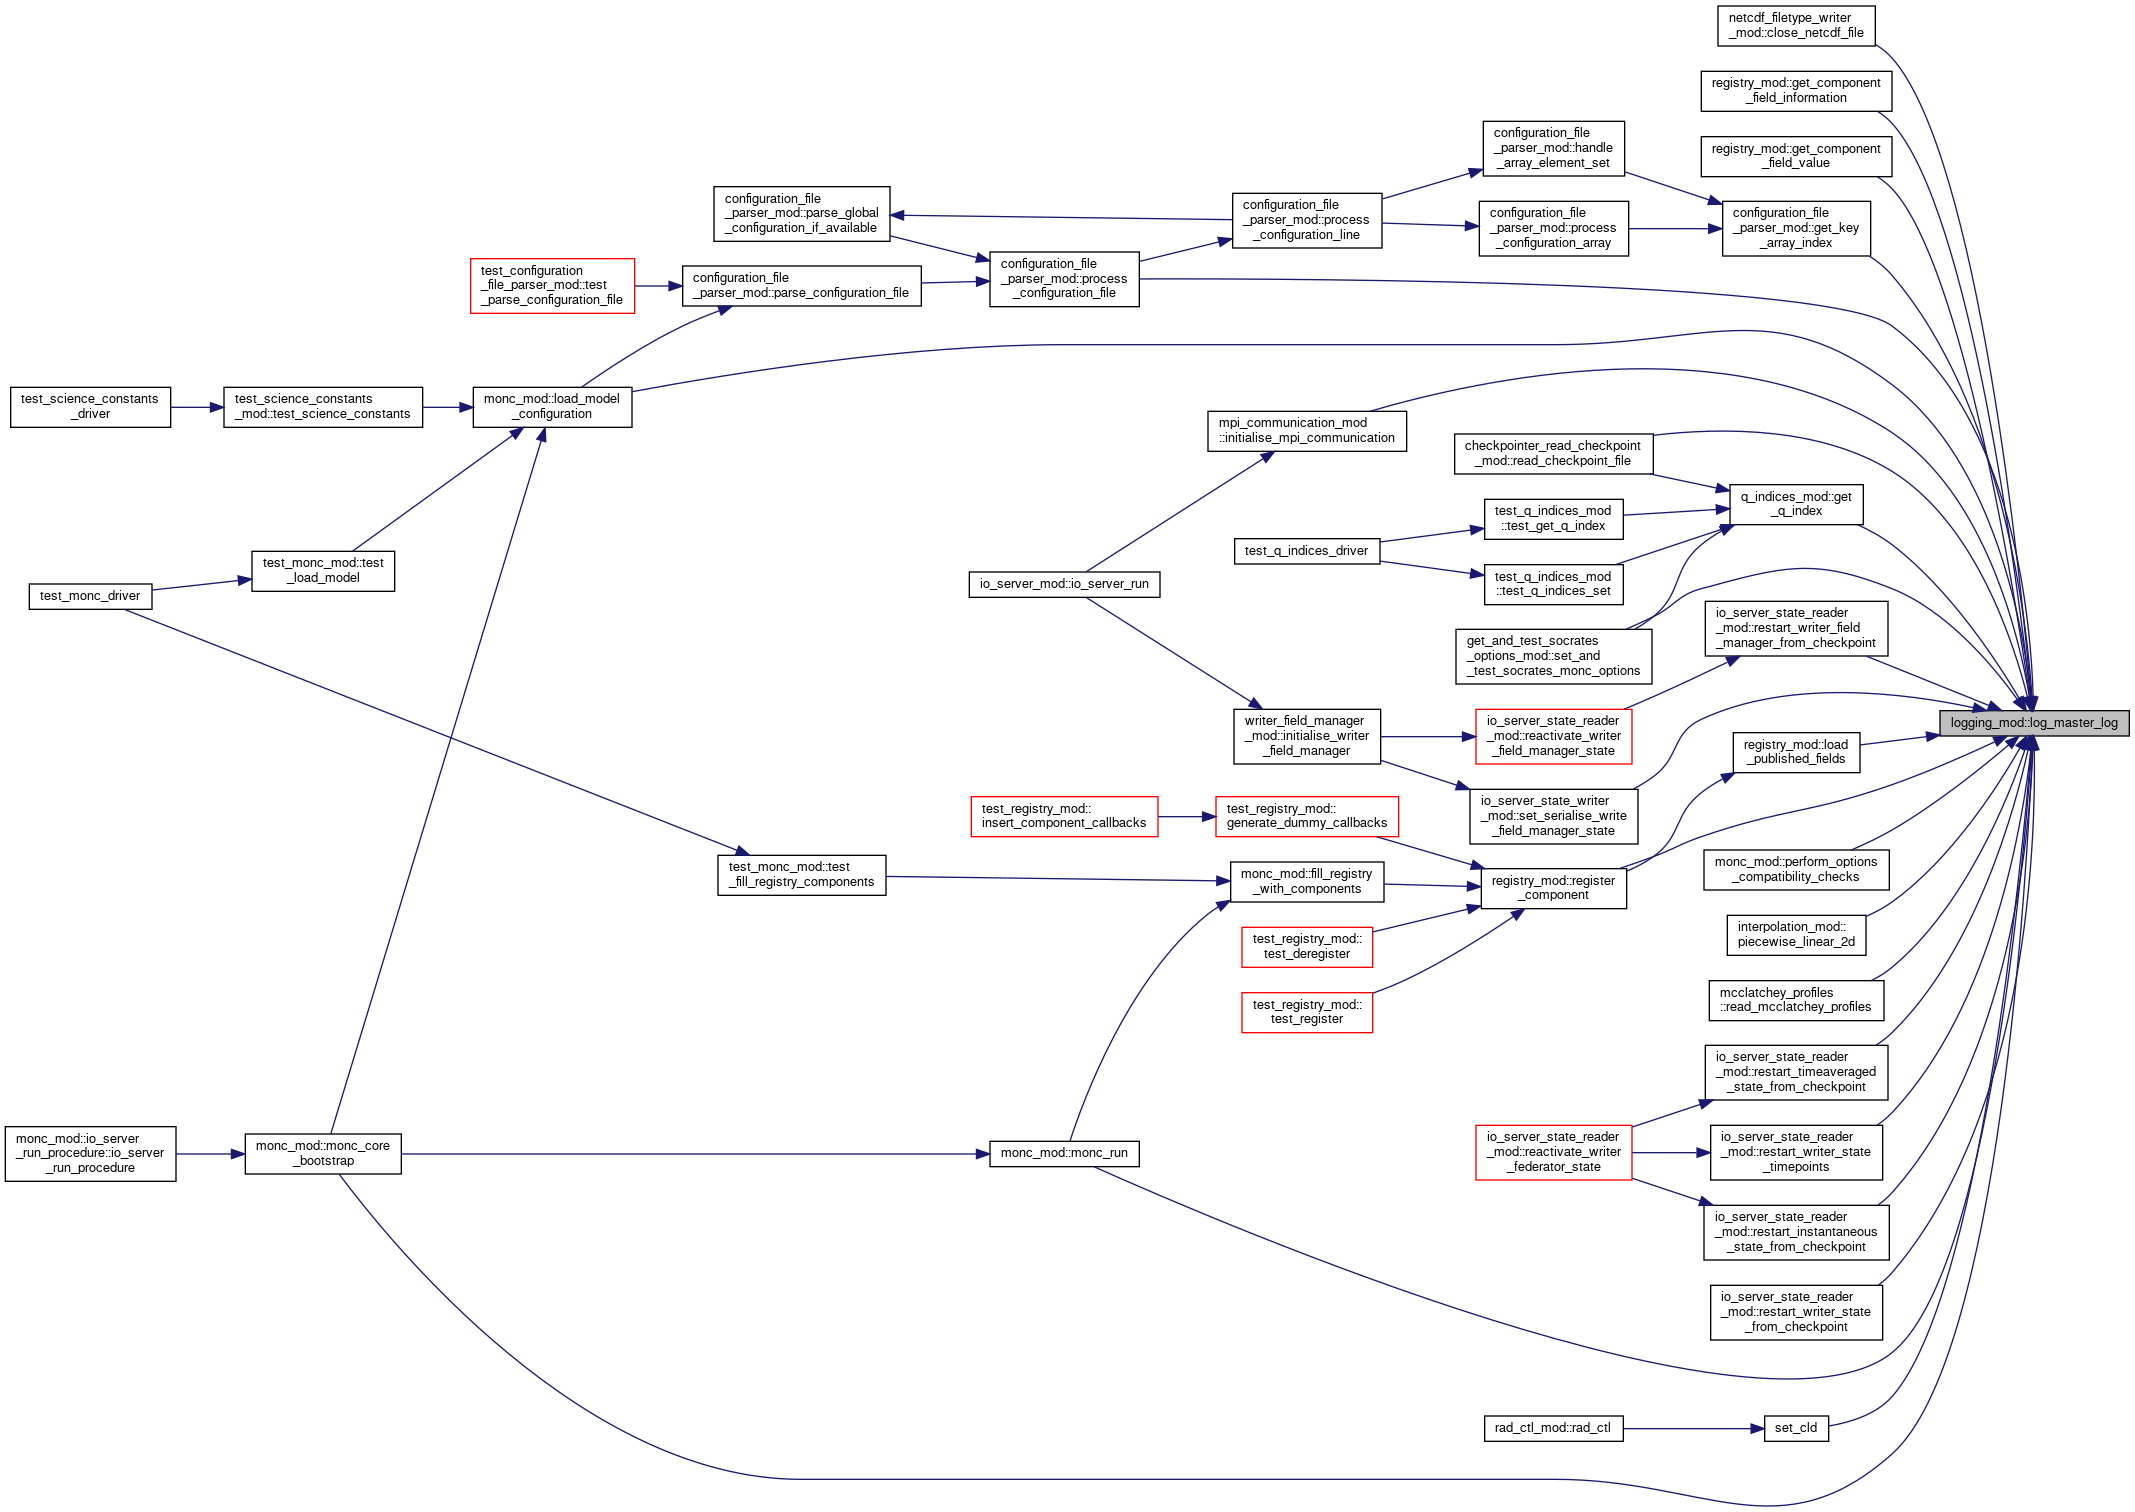 netcdf_filetype_writer
_mod::close_netcdf_file
registry_mod::get_component
_field_information
registry_mod::get_component
_field_value
configuration_file
_parser_mod::handle
_array_element_set
configuration_file
_parser_mod::parse_global
_configuration_if_available
configuration_file
_parser_mod::process
_configuration_line
configuration_file
_parser_mod::process
_configuration_array
configuration_file
_parser_mod::get_key
_array_index
test_configuration
_file_parser_mod::test
_parse_configuration_file
configuration_file
_parser_mod::parse_configuration_file
configuration_file
_parser_mod::process
_configuration_file
test_science_constants
_driver
test_science_constants
_mod::test_science_constants
monc_mod::load_model
_configuration
mpi_communication_mod
::initialise_mpi_communication
checkpointer_read_checkpoint
_mod::read_checkpoint_file
q_indices_mod::get
_q_index
test_q_indices_mod
::test_get_q_index
test_q_indices_driver
test_q_indices_mod
::test_q_indices_set
test_monc_mod::test
_load_model
test_monc_driver
io_server_mod::io_server_run
get_and_test_socrates
_options_mod::set_and
_test_socrates_monc_options
io_server_state_reader
_mod::restart_writer_field
_manager_from_checkpoint
writer_field_manager
_mod::initialise_writer
_field_manager
io_server_state_reader
_mod::reactivate_writer
_field_manager_state
logging_mod::log_master_log
registry_mod::load
_published_fields
io_server_state_writer
_mod::set_serialise_write
_field_manager_state
test_registry_mod::
insert_component_callbacks
test_registry_mod::
generate_dummy_callbacks
test_monc_mod::test
_fill_registry_components
monc_mod::fill_registry
_with_components
registry_mod::register
_component
monc_mod::perform_options
_compatibility_checks
test_registry_mod::
test_deregister
interpolation_mod::
piecewise_linear_2d
test_registry_mod::
test_register
mcclatchey_profiles
::read_mcclatchey_profiles
io_server_state_reader
_mod::restart_timeaveraged
_state_from_checkpoint
monc_mod::io_server
_run_procedure::io_server
_run_procedure
monc_mod::monc_core
_bootstrap
monc_mod::monc_run
io_server_state_reader
_mod::reactivate_writer
_federator_state
io_server_state_reader
_mod::restart_writer_state
_timepoints
io_server_state_reader
_mod::restart_instantaneous
_state_from_checkpoint
io_server_state_reader
_mod::restart_writer_state
_from_checkpoint
rad_ctl_mod::rad_ctl
set_cld